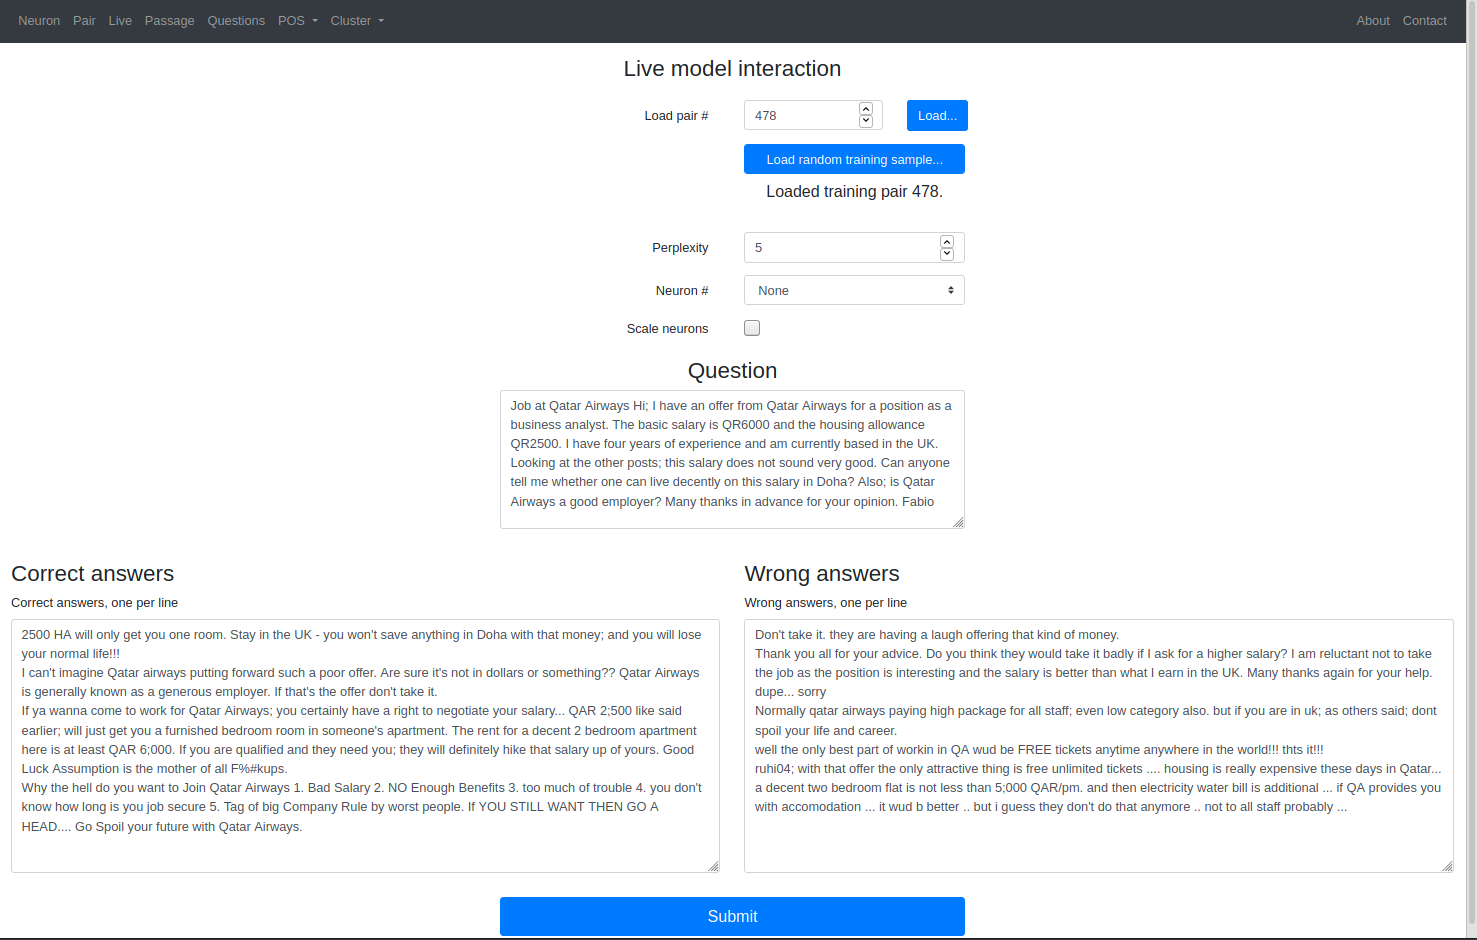 Neuron Pair Live Passage Questions POS Cluster About Contact
Live model interaction
Load pair # 478 Load...
Load random training sample...
Loaded training pair 478.
Perplexity 5
Neuron # None
Scale neurons
Question
Job at Qatar Airways Hi; I have an offer from Qatar Airways for a position as a
business analyst. The basic salary is QR6000 and the housing allowance
QR2500. I have four years of experience and am currently based in the UK.
Looking at the other posts; this salary does not sound very good. Can anyone
tell me whether one can live decently on this salary in Doha? Also; is Qatar
Airways a good employer? Many thanks in advance for your opinion. Fabio
Correct answers
Correct answers, one per line
2500 HA will only get you one room. Stay in the UK - you won't save anything in Doha with that money; and you will lose
your normal life!!!
I can't imagine Qatar airways putting forward such a poor offer. Are sure it's not in dollars or something?? Qatar Airways
is generally known as a generous employer. If that's the offer don't take it.
If ya wanna come to work for Qatar Airways; you certainly have a right to negotiate your salary... QAR 2;500 like said
earlier; will just get you a furnished bedroom room in someone's apartment. The rent for a decent 2 bedroom apartment
here is at least QAR 6,000. If you are qualified and they need you; they will definitely hike that salary up of yours. Good
Luck Assumption is the mother of all F%#kups.
Why the hell do you want to Join Qatar Airways 1. Bad Salary 2. NO Enough Benefits 3. too much of trouble 4. you don't
know how long is you job secure 5. Tag of big Company Rule by worst people. If YOU STILL WANT THEN GO A
HEAD.... Go Spoil your future with Qatar Airways.
Wrong answers
Wrong answers, one per line
Don't take it. they are having a laugh offering that kind of money.
Thank you all for your advice. Do you think they would take it badly if I ask for a higher salary? I am reluctant not to take
the job as the position is interesting and the salary is better than what I earn in the UK. Many thanks again for your help.
dupe... sorry
Normally qatar airways paying high package for all staff; even low category also. but if you are in uk; as others said; dont
spoil your life and career.
well the only best part of workin in QA wud be FREE tickets anytime anywhere in the world!!! thts it!!!
ruhi04; with that offer the only attractive thing is free unlimited tickets .... housing is really expensive these days in Qatar...
a decent two bedroom flat is not less than 5;000 QAR/pm. and then electricity water bill is additional ... if QA provides you
with accomodation ... it wud b better .. but i guess they don't do that anymore .. not to all staff probably ...
Submit